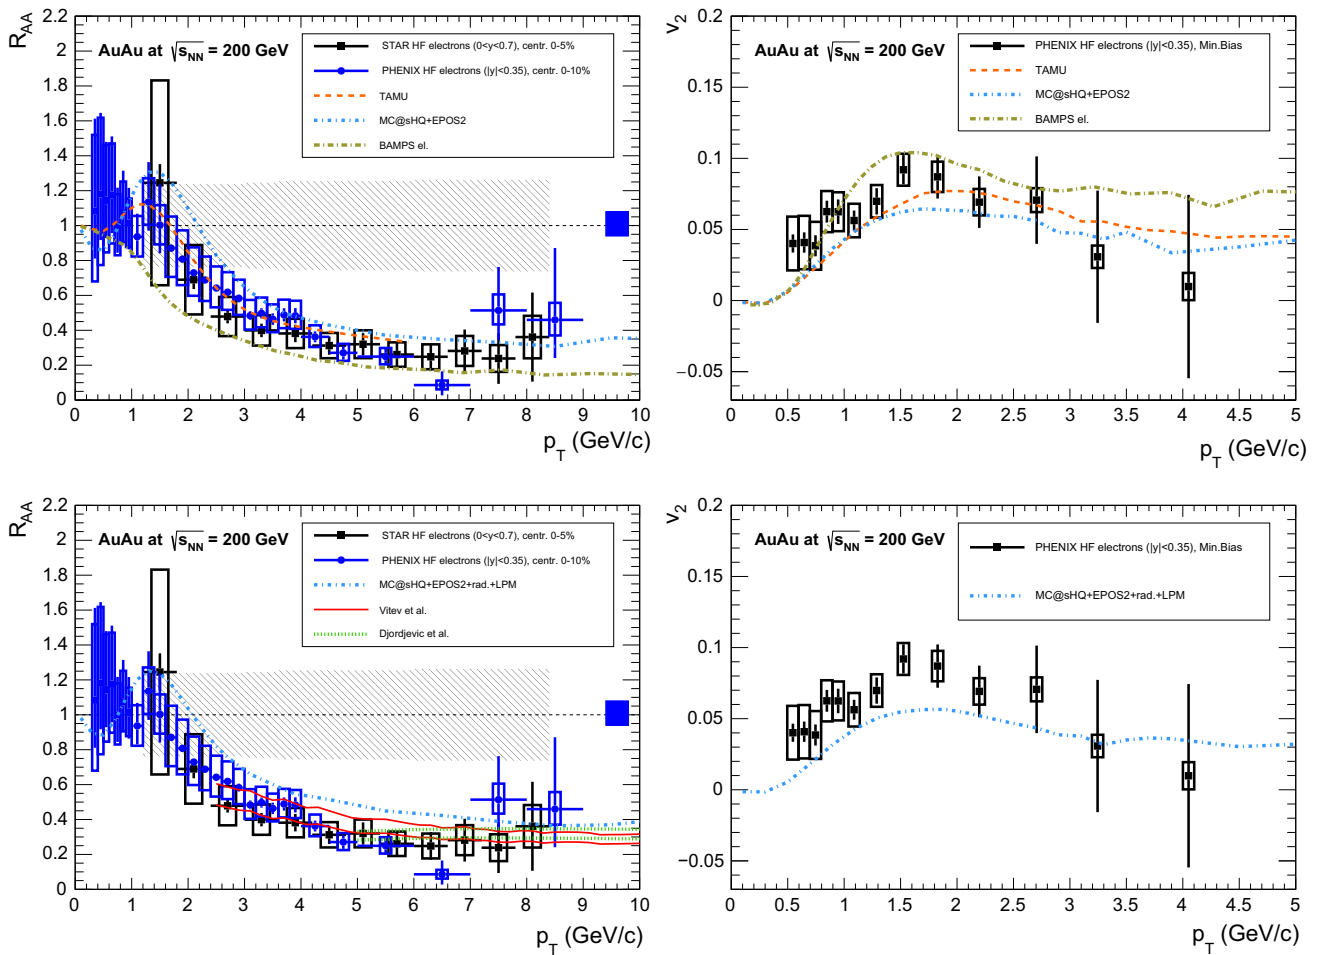 R_AA
AuAu at √s_NN = 200 GeV
STAR HF electrons (0<y<0.7), centr. 0-5%
PHENIX HF electrons (|y|<0.35), centr. 0-10%
TAMU
MC@sHQ+EPOS2
BAMPS el.
2.2
2
1.8
1.6
1.4
1.2
1
0.8
0.6
0.4
0.2
0
0 1 2 3 4 5 6 7 8 9 10
p_T (GeV/c)
v_2
AuAu at √s_NN = 200 GeV
PHENIX HF electrons (|y|<0.35), Min.Bias
TAMU
MC@sHQ+EPOS2
BAMPS el.
0.2
0.15
0.1
0.05
0
−0.05
0 0.5 1 1.5 2 2.5 3 3.5 4 4.5 5
p_T (GeV/c)
R_AA
AuAu at √s_NN = 200 GeV
STAR HF electrons (0<y<0.7), centr. 0-5%
PHENIX HF electrons (|y|<0.35), centr. 0-10%
MC@sHQ+EPOS2+rad.+LPM
Vitev et al.
Djordjevic et al.
2.2
2
1.8
1.6
1.4
1.2
1
0.8
0.6
0.4
0.2
0
0 1 2 3 4 5 6 7 8 9 10
p_T (GeV/c)
v_2
AuAu at √s_NN = 200 GeV
PHENIX HF electrons (|y|<0.35), Min.Bias
MC@sHQ+EPOS2+rad.+LPM
0.2
0.15
0.1
0.05
0
−0.05
0 0.5 1 1.5 2 2.5 3 3.5 4 4.5 5
p_T (GeV/c)